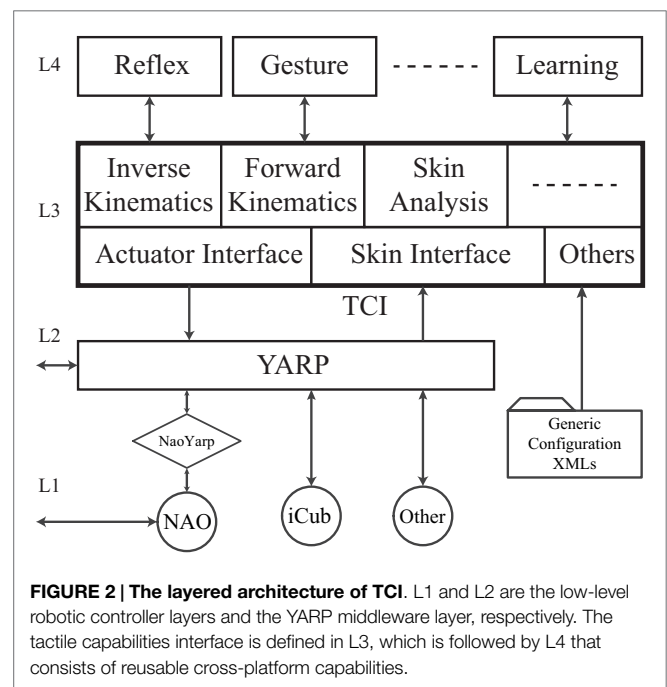 L4
Reflex
Gesture
Learning
L3
Inverse
Kinematics
Forward
Kinematics
Skin
Analysis
Actuator Interface
Skin Interface
Others
TCI
L2
YARP
NaoYarp
Generic
Configuration
XMLs
L1
NAO
iCub
Other
FIGURE 2 | The layered architecture of TCI. L1 and L2 are the low-level
robotic controller layers and the YARP middleware layer, respectively. The
tactile capabilities interface is defined in L3, which is followed by L4 that
consists of reusable cross-platform capabilities.